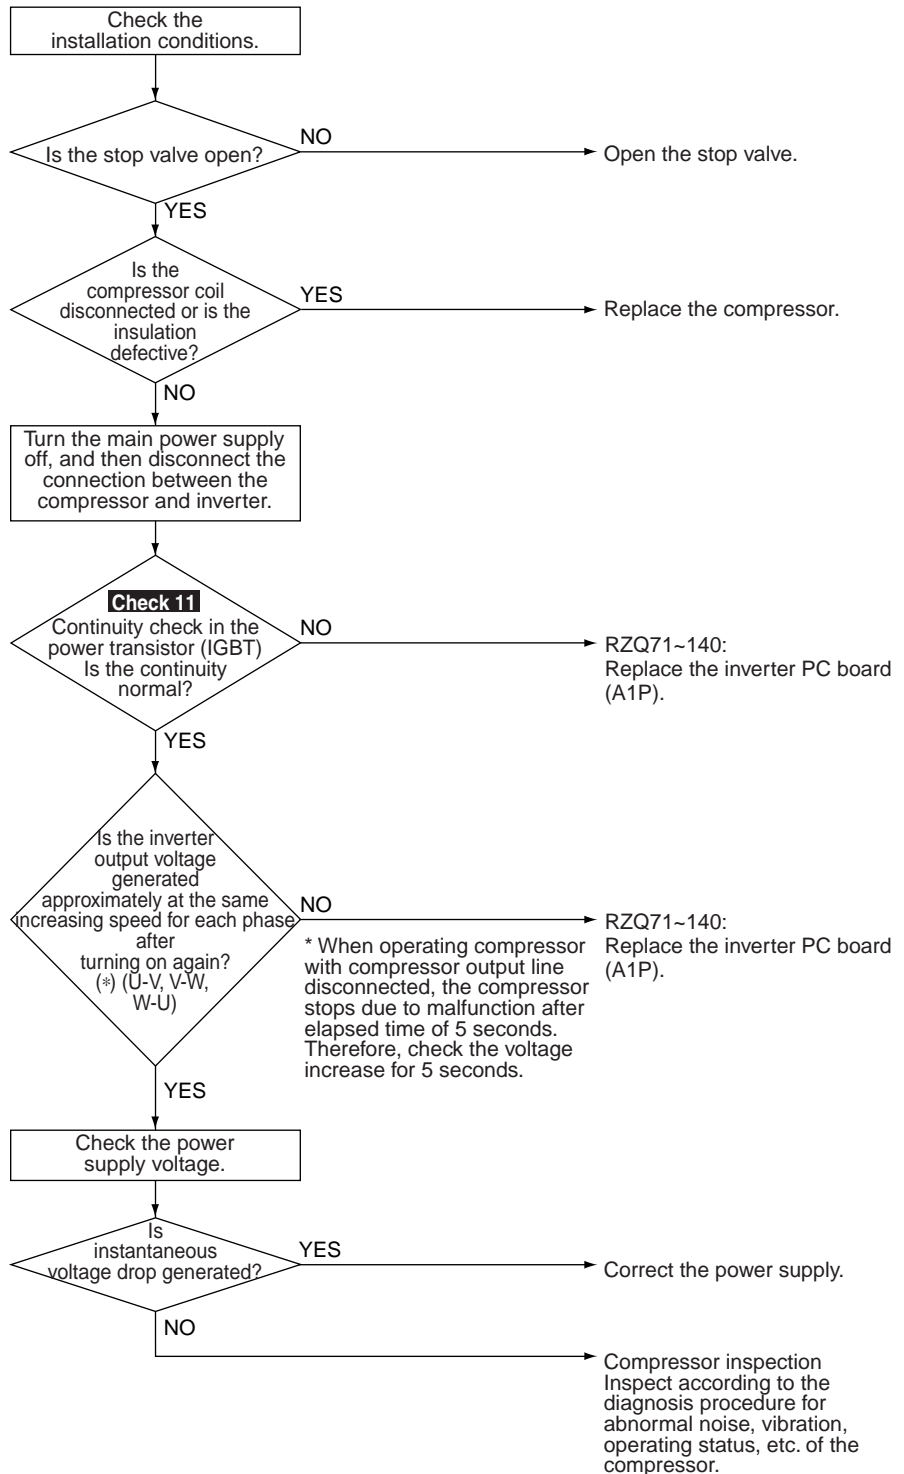 Check the
installation conditions.
Is the stop valve open?
NO
Open the stop valve.
YES
Is the
compressor coil
disconnected or is the
insulation
defective?
YES
Replace the compressor.
NO
Turn the main power supply
off, and then disconnect the
connection between the
compressor and inverter.
Check 11
Continuity check in the
power transistor (IGBT)
Is the continuity
normal?
NO
RZQ71~140:
Replace the inverter PC board
(A1P).
YES
Is the inverter
output voltage
generated
approximately at the same
increasing speed for each phase
after
turning on again?
(*) (U-V, V-W,
W-U)
NO
* When operating compressor
with compressor output line
disconnected, the compressor
stops due to malfunction after
elapsed time of 5 seconds.
Therefore, check the voltage
increase for 5 seconds.
RZQ71~140:
Replace the inverter PC board
(A1P).
YES
Check the power
supply voltage.
Is
instantaneous
voltage drop generated?
YES
Correct the power supply.
NO
Compressor inspection
Inspect according to the
diagnosis procedure for
abnormal noise, vibration,
operating status, etc. of the
compressor.